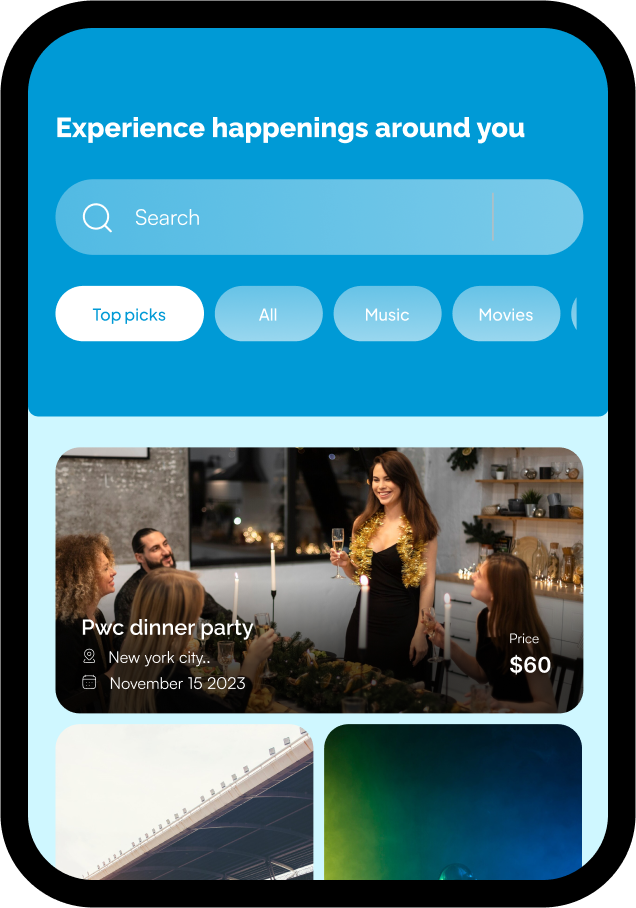 Experience happenings around you
Search
Top picks
All
Music
Movies
Pwc dinner party
New york city..
November 15 2023
Price
$60